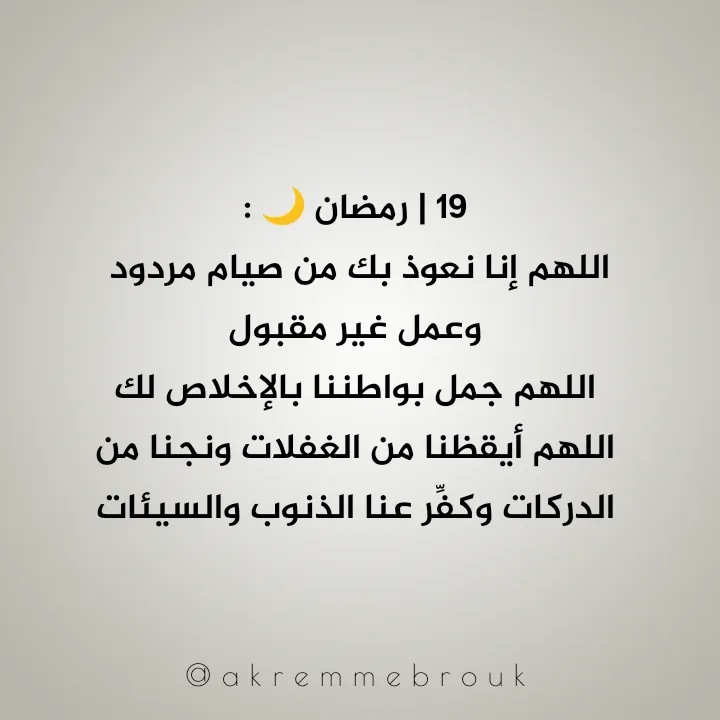 19 | رمضان 🌙 :
اللهم إنا نعوذ بك من صيام مردود
وعمل غير مقبول
اللهم جمل بواطننا بالإخلاص لك
اللهم أيقظنا من الغفلات ونجنا من
الدركات وكفِّر عنا الذنوب والسيئات
@akremmebrouk